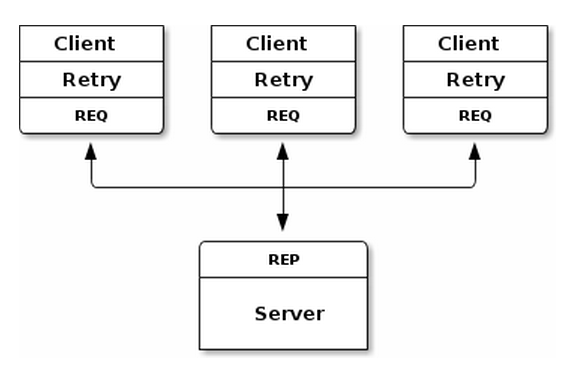 Client
Client
Client
Retry
Retry
Retry
REQ
REQ
REQ
REP
Server